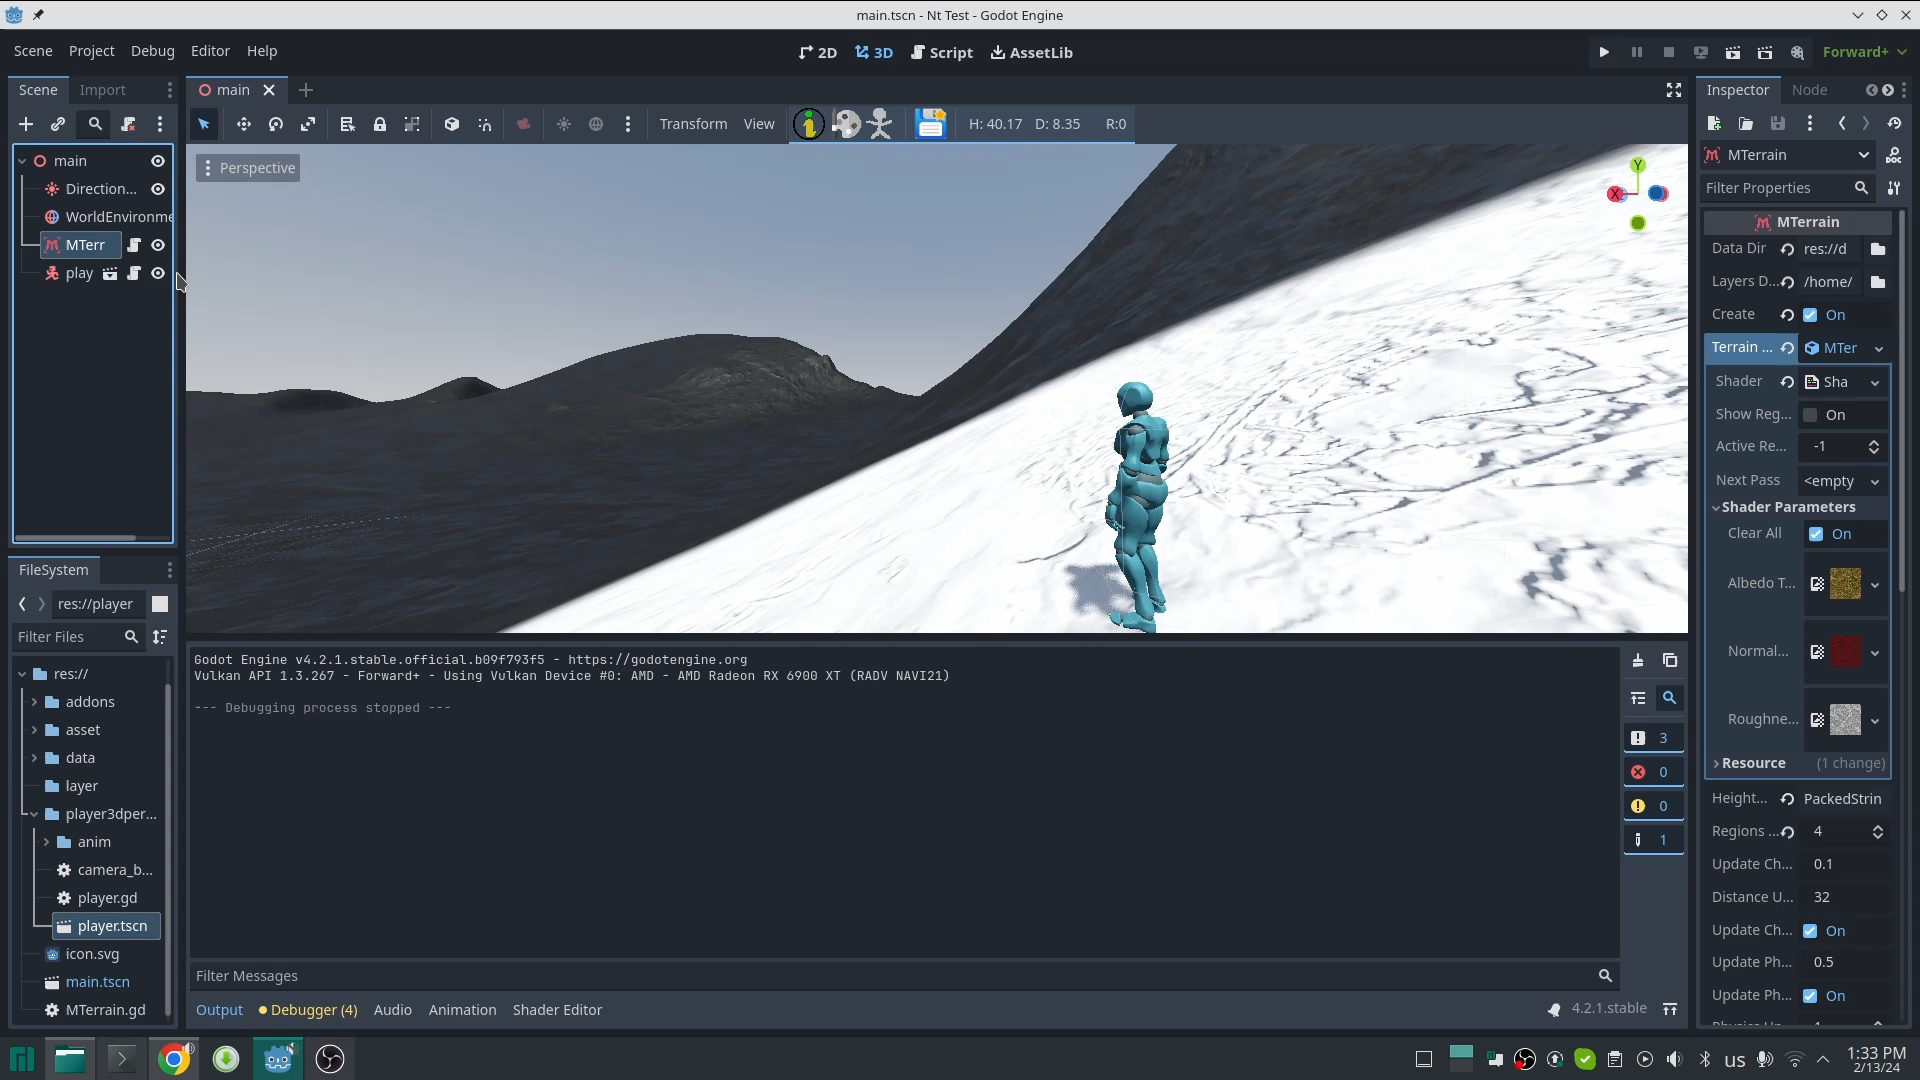 main.tscn - Nt Test - Godot Engine
Scene Project Debug Editor Help
2D 3D Script AssetLib
Forward+
Scene Import
main
Inspector Node
Transform View
H: 40.17 D: 8.35 R:0
Perspective
Y
X
main
Direction...
WorldEnvironme
MTerr
play
FileSystem
res://player
Filter Files
res://
addons
asset
data
layer
player3dper...
anim
camera_b...
player.gd
player.tscn
icon.svg
main.tscn
MTerrain.gd
Godot Engine v4.2.1.stable.official.b09f793f5 - https://godotengine.org
Vulkan API 1.3.267 - Forward+ - Using Vulkan Device #0: AMD - AMD Radeon RX 6900 XT (RADV NAVI21)
--- Debugging process stopped ---
3
0
0
1
Filter Messages
Output Debugger (4) Audio Animation Shader Editor
4.2.1.stable
MTerrain
Filter Properties
MTerrain
Data Dir res://d
Layers D... /home/
Create On
Terrain ... MTer
Shader Sha
Show Reg... On
Active Re... -1
Next Pass <empty
Shader Parameters
Clear All On
Albedo T...
Normal...
Roughne...
Resource (1 change)
Height... PackedStrin
Regions ... 4
Update Ch... 0.1
Distance U... 32
Update Ch... On
Update Ph... 0.5
Update Ph... On
us
1:33 PM
2/13/24